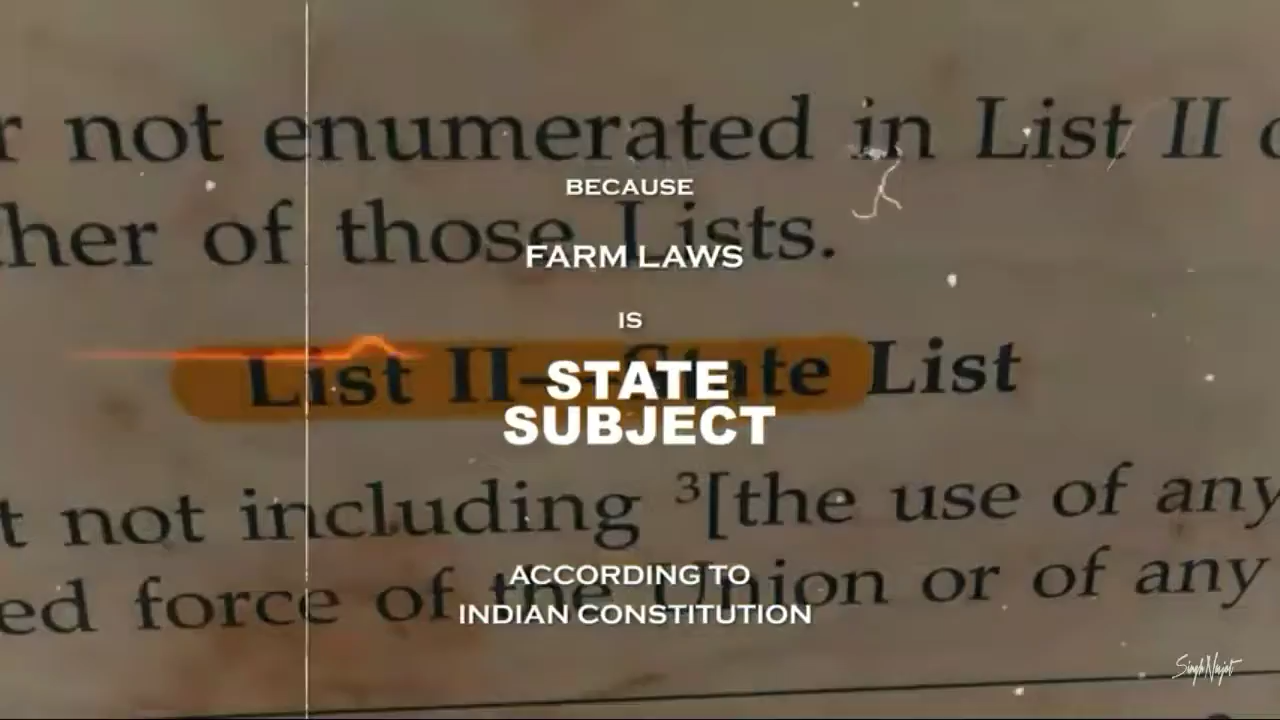 r not enumerated in List II
BECAUSE
her of those Lists.
FARM LAWS
IS
List II—State List
STATE
SUBJECT
t not including ³[the use of any
ACCORDING TO
ed force of the Union or of any
INDIAN CONSTITUTION